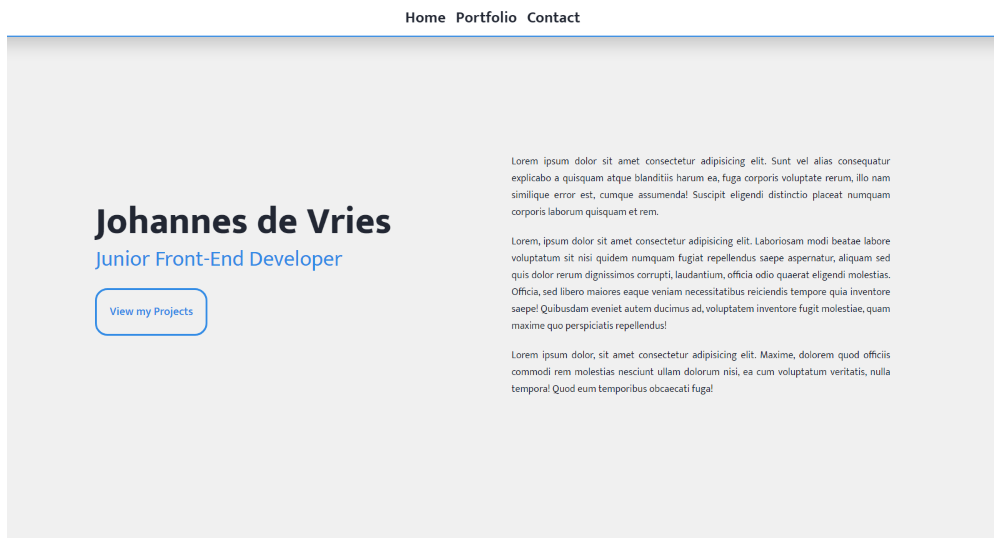 Home Portfolio Contact
Johannes de Vries
Junior Front-End Developer
View my Projects
Lorem ipsum dolor sit amet consectetur adipisicing elit. Sunt vel alias consequatur
explicabo a quisquam atque blanditiis harum ea, fuga corporis voluptate rerum, illo nam
similique error est, cumque assumenda! Suscipit eligendi distinctio placeat numquam
corporis laborum quisquam et rem.
Lorem, ipsum dolor sit amet consectetur adipisicing elit. Laboriosam modi beatae labore
voluptatum sit nisi quidem numquam fugiat repellendus saepe aspernatur, aliquam sed
quis dolor rerum dignissimos corrupti, laudantium, officia odio quaerat eligendi molestias.
Officia, sed libero maiores eaque veniam necessitatibus reiciendis tempore quia inventore
saepe! Quibusdam eveniet autem ducimus ad, voluptatem inventore fugit molestiae, quam
maxime quo perspiciatis repellendus!
Lorem ipsum dolor, sit amet consectetur adipisicing elit. Maxime, dolorem quod officiis
commodi rem molestias nesciunt ullam dolorum nisi, ea cum voluptatum veritatis, nulla
tempora! Quod eum temporibus obcaecati fuga!